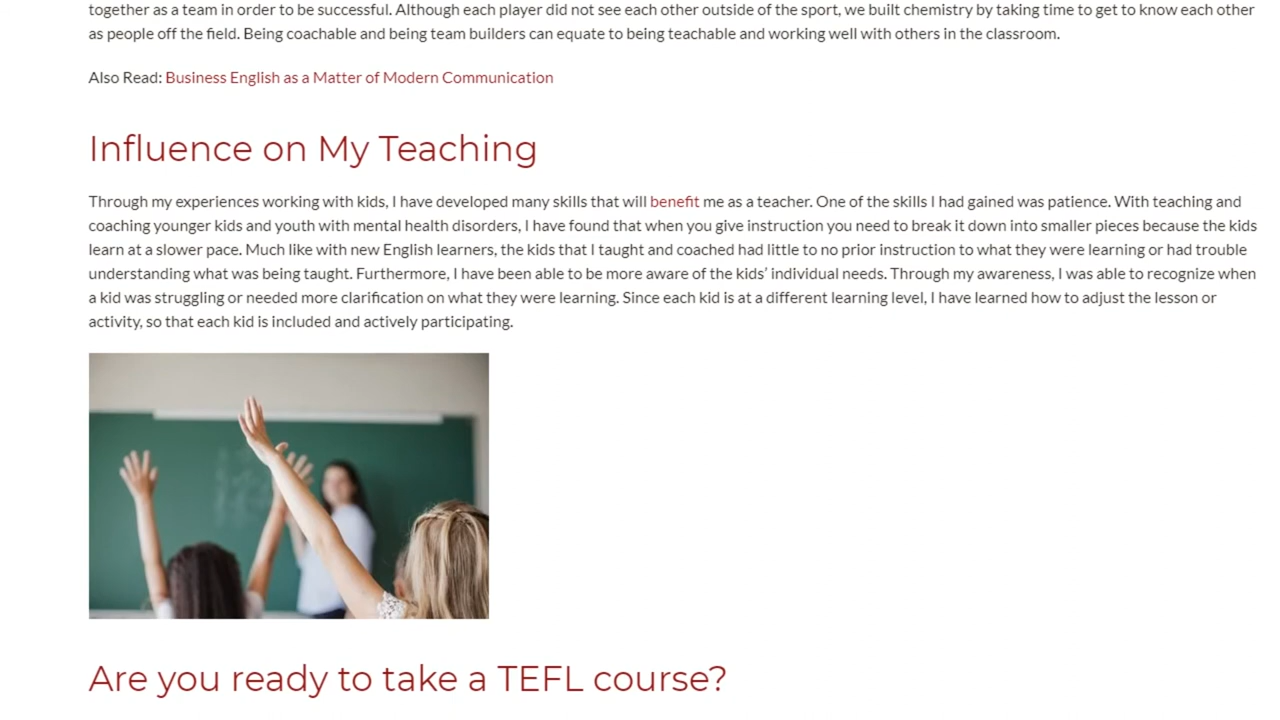 together as a team in order to be successful. Although each player did not see each other outside of the sport, we built chemistry by taking time to get to know each other
as people off the field. Being coachable and being team builders can equate to being teachable and working well with others in the classroom.
Also Read: Business English as a Matter of Modern Communication
Influence on My Teaching
Through my experiences working with kids, I have developed many skills that will benefit me as a teacher. One of the skills I had gained was patience. With teaching and
coaching younger kids and youth with mental health disorders, I have found that when you give instruction you need to break it down into smaller pieces because the kids
learn at a slower pace. Much like with new English learners, the kids that I taught and coached had little to no prior instruction to what they were learning or had trouble
understanding what was being taught. Furthermore, I have been able to be more aware of the kids’ individual needs. Through my awareness, I was able to recognize when
a kid was struggling or needed more clarification on what they were learning. Since each kid is at a different learning level, I have learned how to adjust the lesson or
activity, so that each kid is included and actively participating.
Are you ready to take a TEFL course?